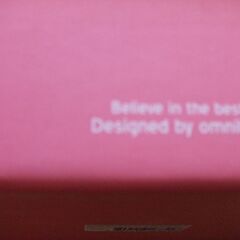 Believe in the best
Designed by omni